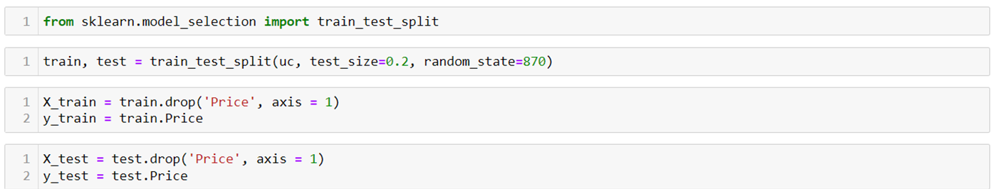 1 from sklearn.model_selection import train_test_split
1 train, test = train_test_split(uc, test_size=0.2, random_state=870)
1 X_train = train.drop('Price', axis = 1)
2 y_train = train.Price
1 X_test = test.drop('Price', axis = 1)
2 y_test = test.Price